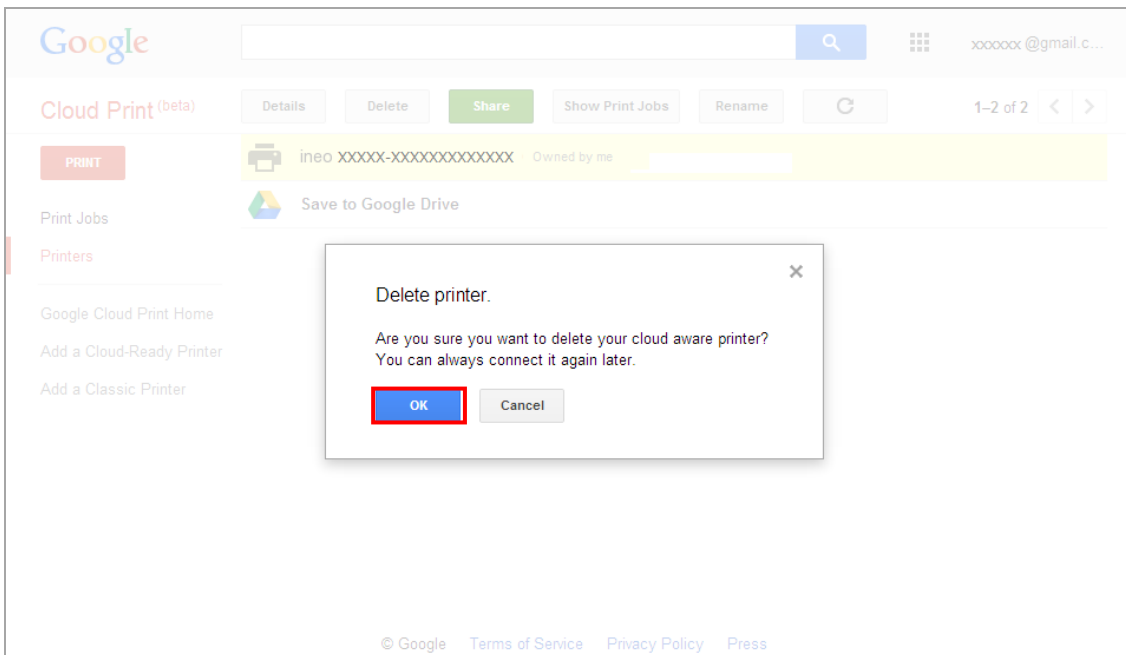 Google
xxxxxx @gmail.c...
Cloud Print (beta)
Details Delete Share Show Print Jobs Rename 1–2 of 2
PRINT
ineo XXXXX-XXXXXXXXXXXXX Owned by me
Print Jobs
Save to Google Drive
Printers
Google Cloud Print Home
Add a Cloud-Ready Printer
Add a Classic Printer
Delete printer.
Are you sure you want to delete your cloud aware printer?
You can always connect it again later.
OK Cancel
© Google Terms of Service Privacy Policy Press